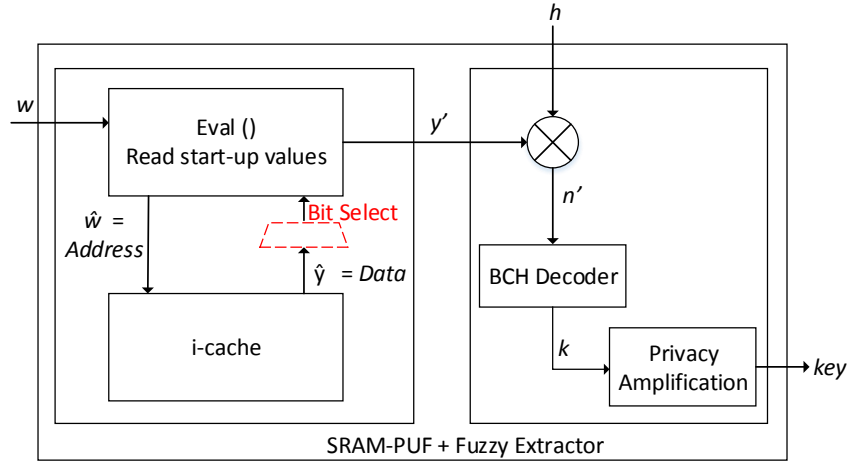 h
w
Eval ()
Read start-up values
y'
n'
Bit Select
ŵ =
Address
ŷ = Data
BCH Decoder
i-cache
k
Privacy
Amplification
key
SRAM-PUF + Fuzzy Extractor